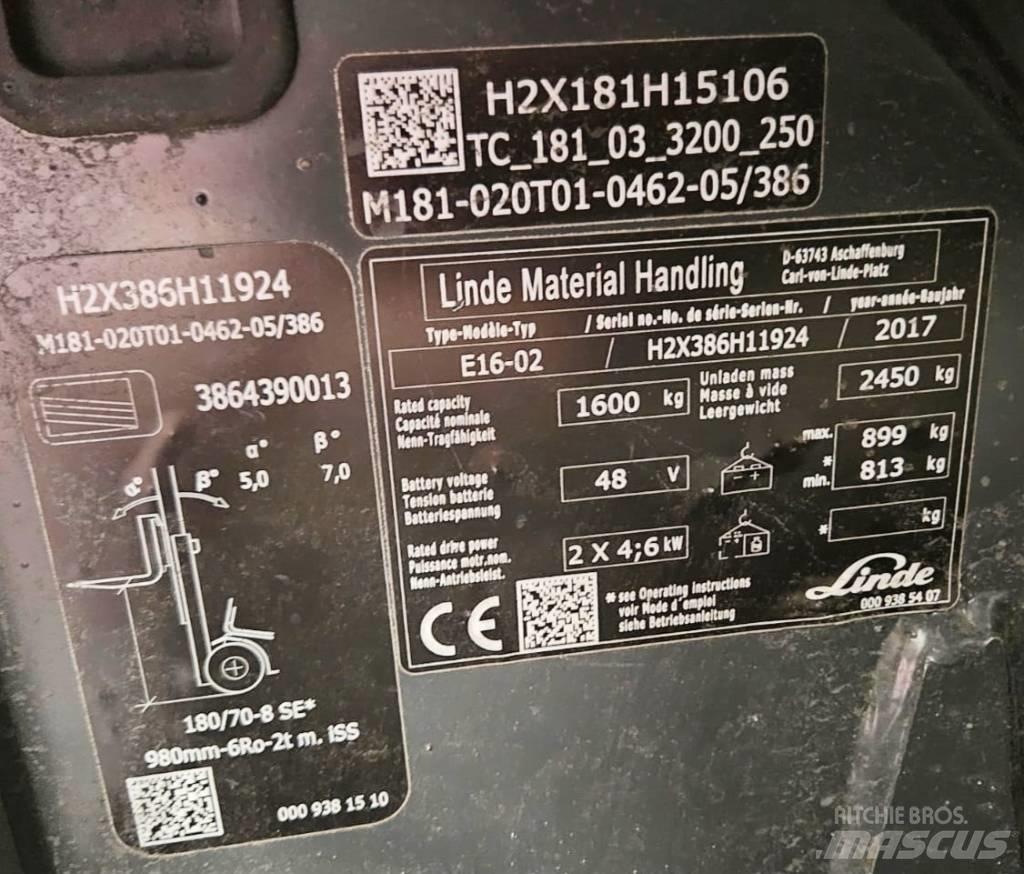 H2X181H15106
TC_181_03_3200_250
M181-020T01-0462-05/386
H2X386H11924
M181-020T01-0462-05/386
3864390013
α° β°
5,0 7,0
α° β°
180/70-8 SE*
980mm-6Ro-2t m. iSS
000 938 15 10
Linde Material Handling
D-63743 Aschaffenburg
Carl-von-Linde-Platz
Type-Modèle-Typ / Serial no.-No. de série-Serien-Nr. / year-année-Baujahr
E16-02 / H2X386H11924 / 2017
Rated capacity
Capacité nominale
Nenn-Tragfähigkeit
1600 kg
Unladen mass
Masse à vide
Leergewicht
2450 kg
Battery voltage
Tension batterie
Batteriespannung
48 V
- +
max. 899 kg
*
min. 813 kg
Rated drive power
Puissance motr.nom.
Nenn-Antriebsleist.
2 X 4;6 kW
* kg
CE
* see Operating instructions
voir Mode d'emploi
siehe Betriebsanleitung
Linde
000 938 54 07
RITCHIE BROS.
MASCUS